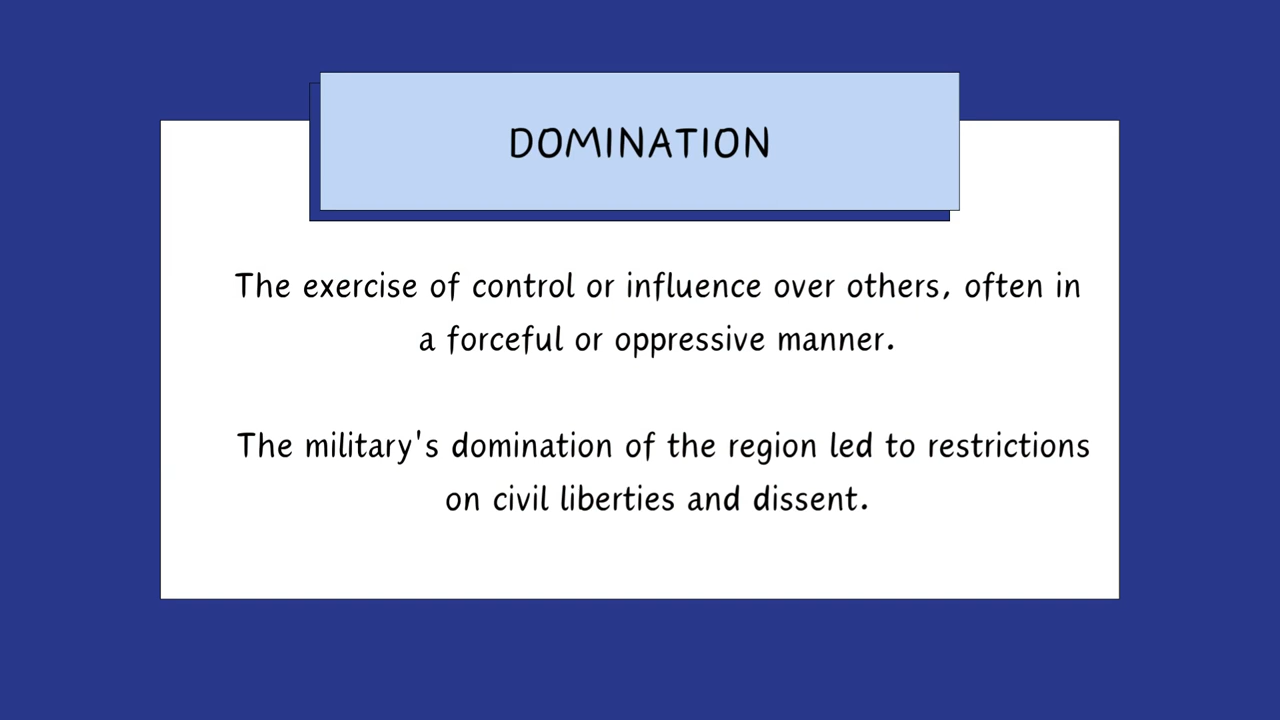 DOMINATION
The exercise of control or influence over others, often in
a forceful or oppressive manner.
The military's domination of the region led to restrictions
on civil liberties and dissent.